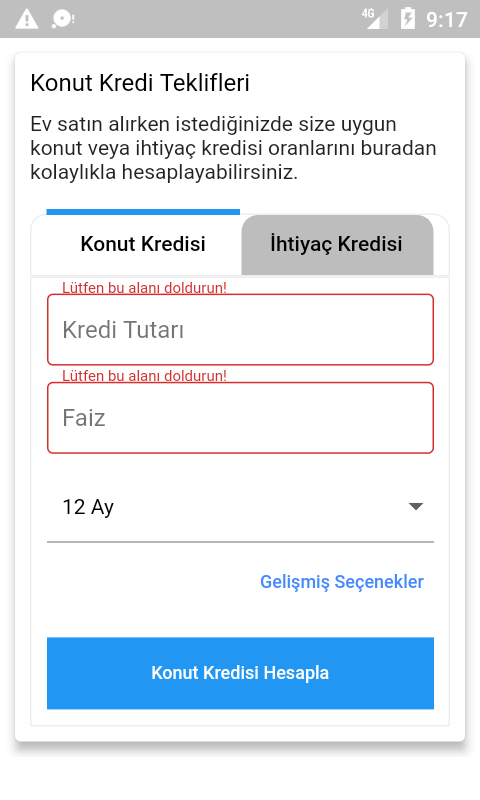 4G 9:17
Konut Kredi Teklifleri
Ev satın alırken istediğinizde size uygun
konut veya ihtiyaç kredisi oranlarını buradan
kolaylıkla hesaplayabilirsiniz.
Konut Kredisi İhtiyaç Kredisi
Lütfen bu alanı doldurun!
Kredi Tutarı
Lütfen bu alanı doldurun!
Faiz
12 Ay
Gelişmiş Seçenekler
Konut Kredisi Hesapla